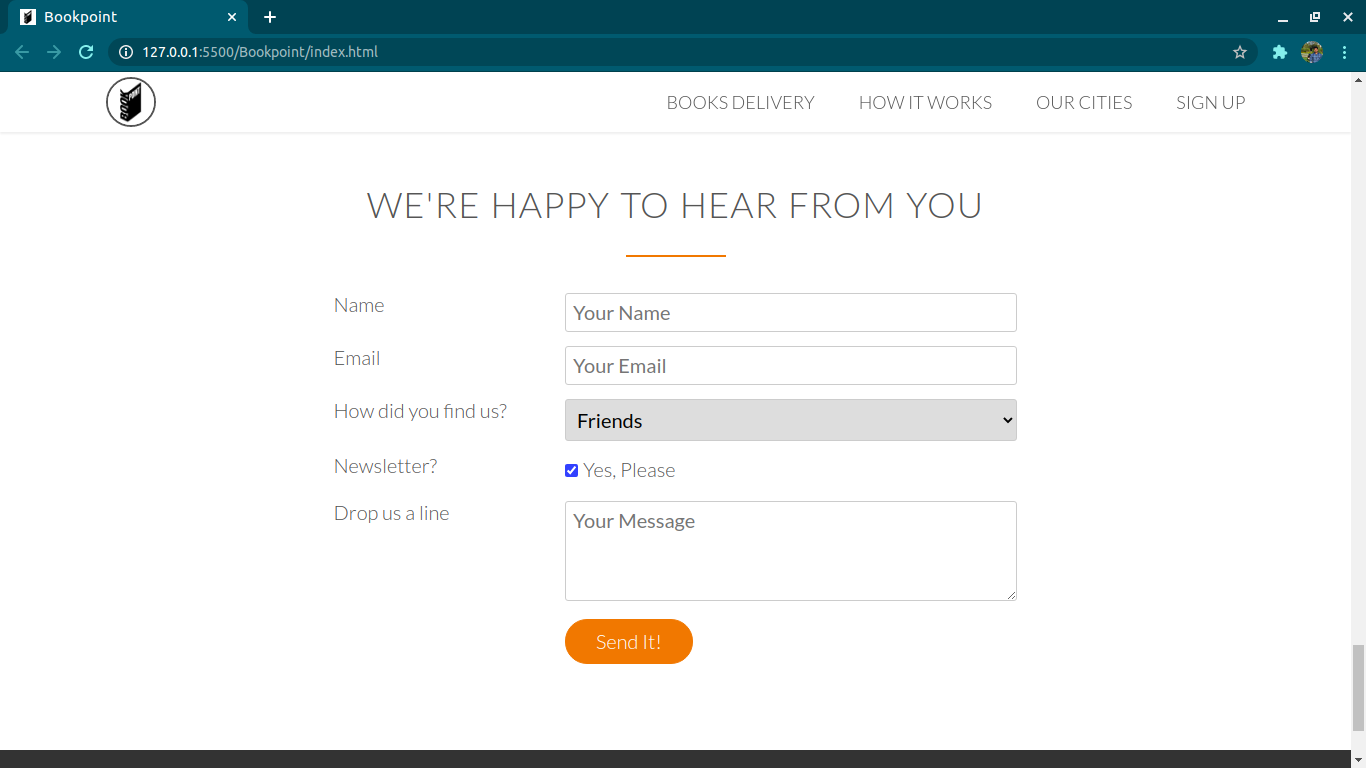 Bookpoint
127.0.0.1:5500/Bookpoint/index.html
BOOK POINT
BOOKS DELIVERY HOW IT WORKS OUR CITIES SIGN UP
WE'RE HAPPY TO HEAR FROM YOU
Name Your Name
Email Your Email
How did you find us? Friends
Newsletter? Yes, Please
Drop us a line Your Message
Send It!